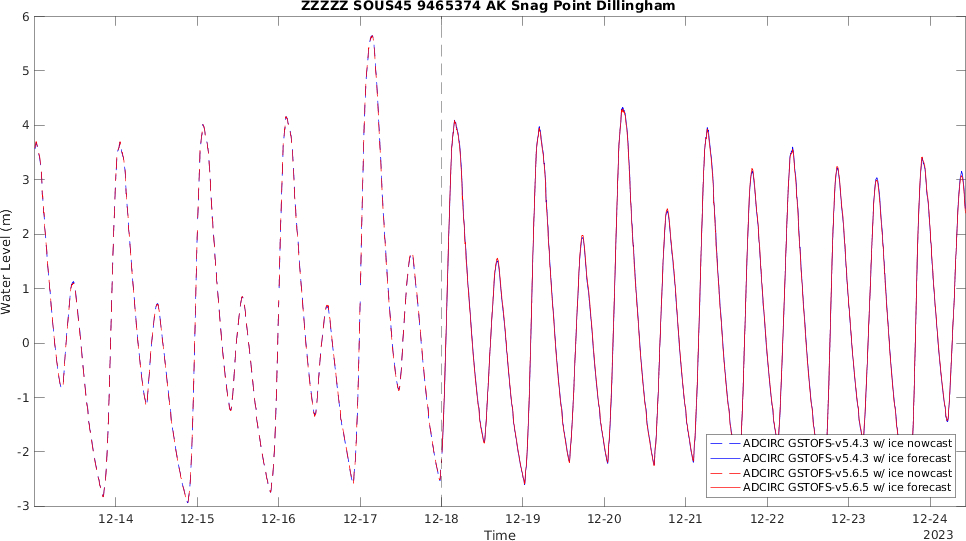 ZZZZZ SOUS45 9465374 AK Snag Point Dillingham
6
5
4
3
2
1
0
-1
-2
-3
Water Level (m)
12-14 12-15 12-16 12-17 12-18 12-19 12-20 12-21 12-22 12-23 12-24
2023
Time
ADCIRC GSTOFS-v5.4.3 w/ ice nowcast
ADCIRC GSTOFS-v5.4.3 w/ ice forecast
ADCIRC GSTOFS-v5.6.5 w/ ice nowcast
ADCIRC GSTOFS-v5.6.5 w/ ice forecast